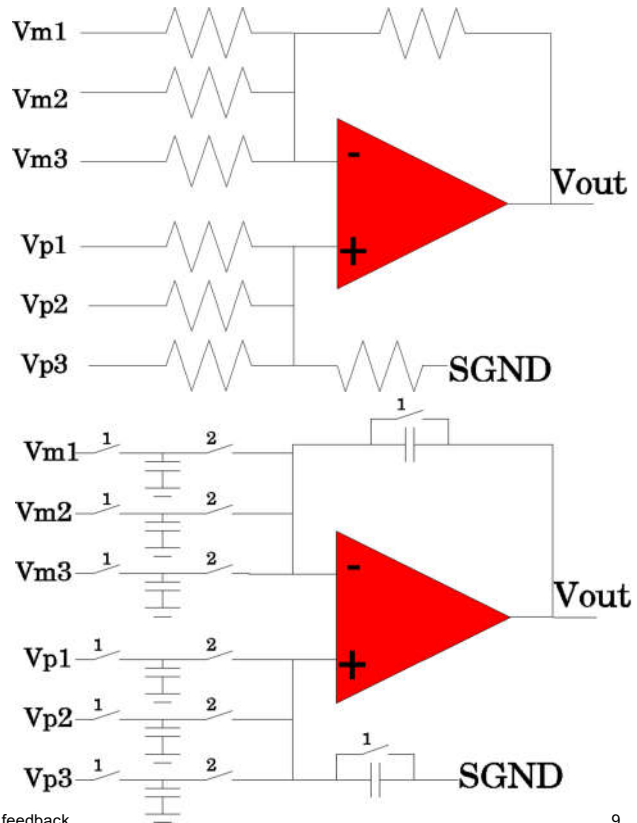 Vm1
Vm2
Vm3
-
Vout
Vp1
+
Vp2
Vp3
SGND
1
Vm1 1 2
Vm2 1 2
Vm3 1 2
-
Vout
Vp1 1 2
+
Vp2 1 2
1
Vp3 1 2
SGND
feedback 9